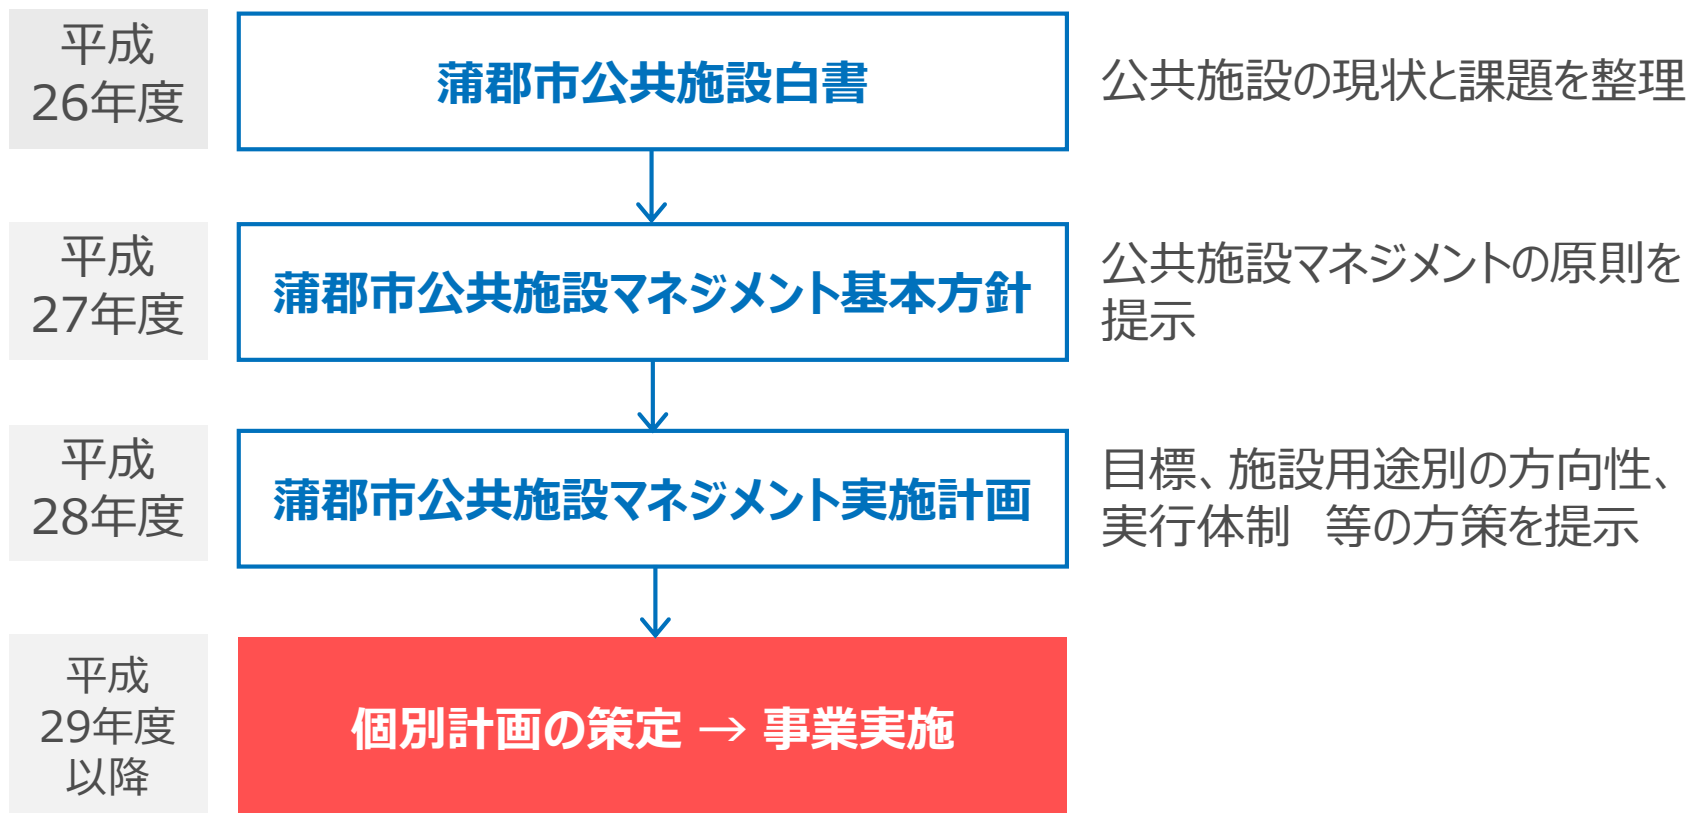 平成
26年度
蒲郡市公共施設白書
公共施設の現状と課題を整理
平成
27年度
蒲郡市公共施設マネジメント基本方針
公共施設マネジメントの原則を
提示
平成
28年度
蒲郡市公共施設マネジメント実施計画
目標、施設用途別の方向性、
実行体制　等の方策を提示
平成
29年度
以降
個別計画の策定 → 事業実施